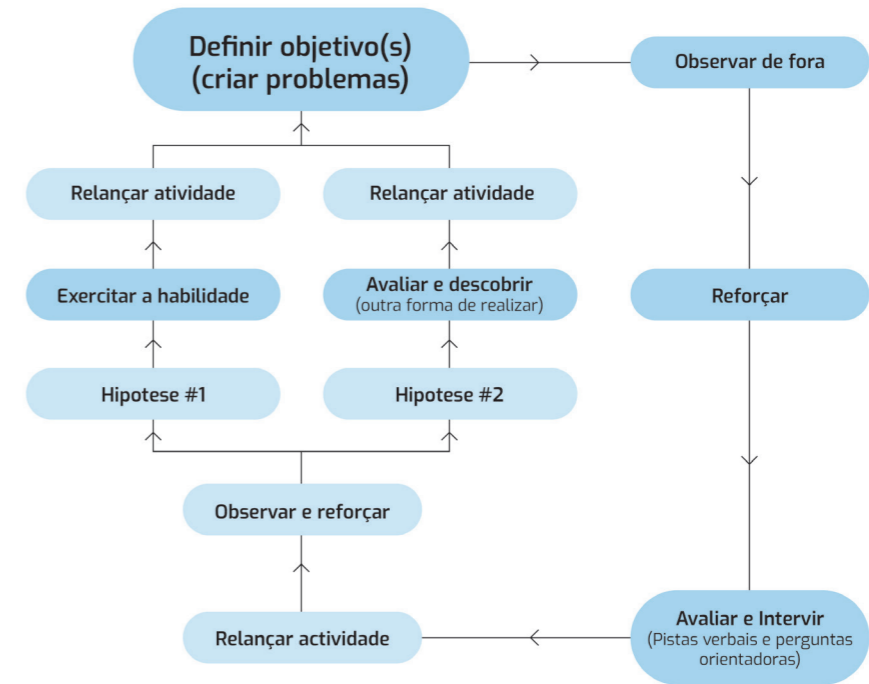 Definir objetivo(s)
(criar problemas)
Observar de fora
Relançar atividade
Relançar atividade
Exercitar a habilidade
Avaliar e descobrir
(outra forma de realizar)
Reforçar
Hipotese #1
Hipotese #2
Observar e reforçar
Relançar actividade
Avaliar e Intervir
(Pistas verbais e perguntas
orientadoras)